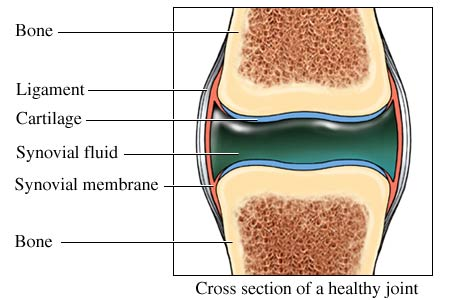 Bone
Ligament
Cartilage
Synovial fluid
Synovial membrane
Bone
Cross section of a healthy joint